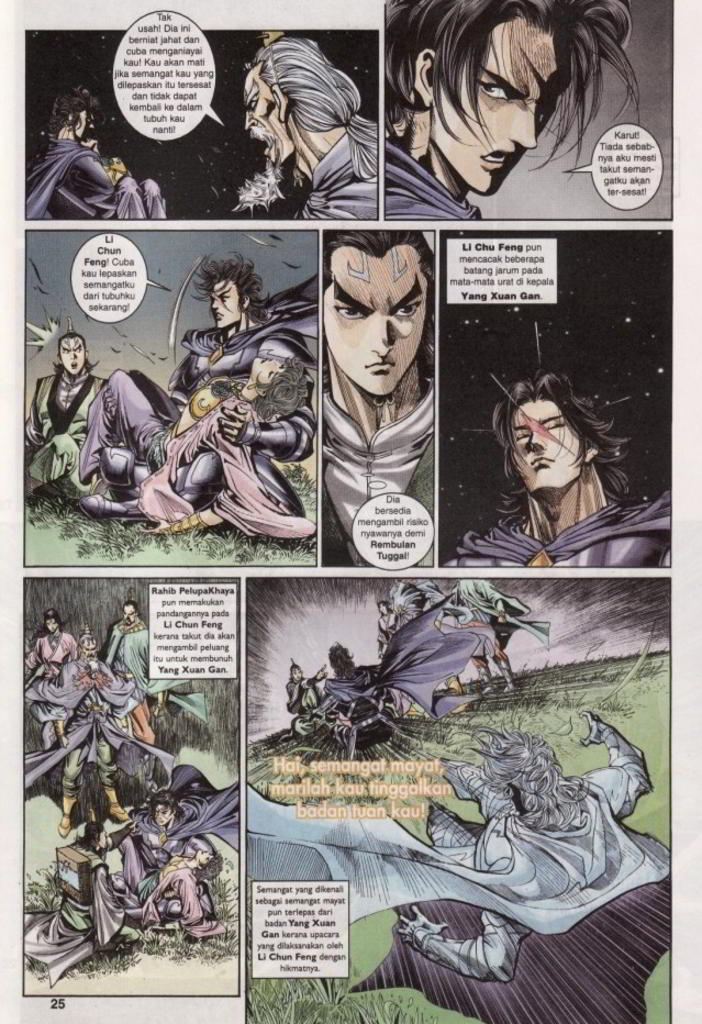 Tak
usah! Dia ini
berniat jahat dan
cuba menganiayai
kau! Kau akan mati
jika semangat kau yang
dilepaskan itu tersesat
dan tidak dapat
kembali ke dalam
tubuh kau
nanti!
Karut!
Tiada sebab-
nya aku mesti
takut seman-
gatku akan
ter-sesat!
Li
Chun
Feng! Cuba
kau lepaskan
semangatku
dari tubuhku
sekarang!
Dia
bersedia
mengambil risiko
nyawanya demi
Rembulan
Tuggal!
Li Chu Feng pun
mencacak beberapa
batang jarum pada
mata-mata urat di kepala
Yang Xuan Gan.
Rahib PelupaKhaya
pun memakukan
pandangannya pada
Li Chun Feng
kerana takut dia akan
mengambil peluang
itu untuk membunuh
Yang Xuan Gan.
Hai, semangat mayat,
marilah kau tinggalkan
badan tuan kau!
Semangat yang dikenali
sebagai semangat mayat
pun terlepas dari
badan Yang Xuan
Gan kerana upacara
yang dilaksanakan oleh
Li Chun Feng dengan
hikmatnya.
25